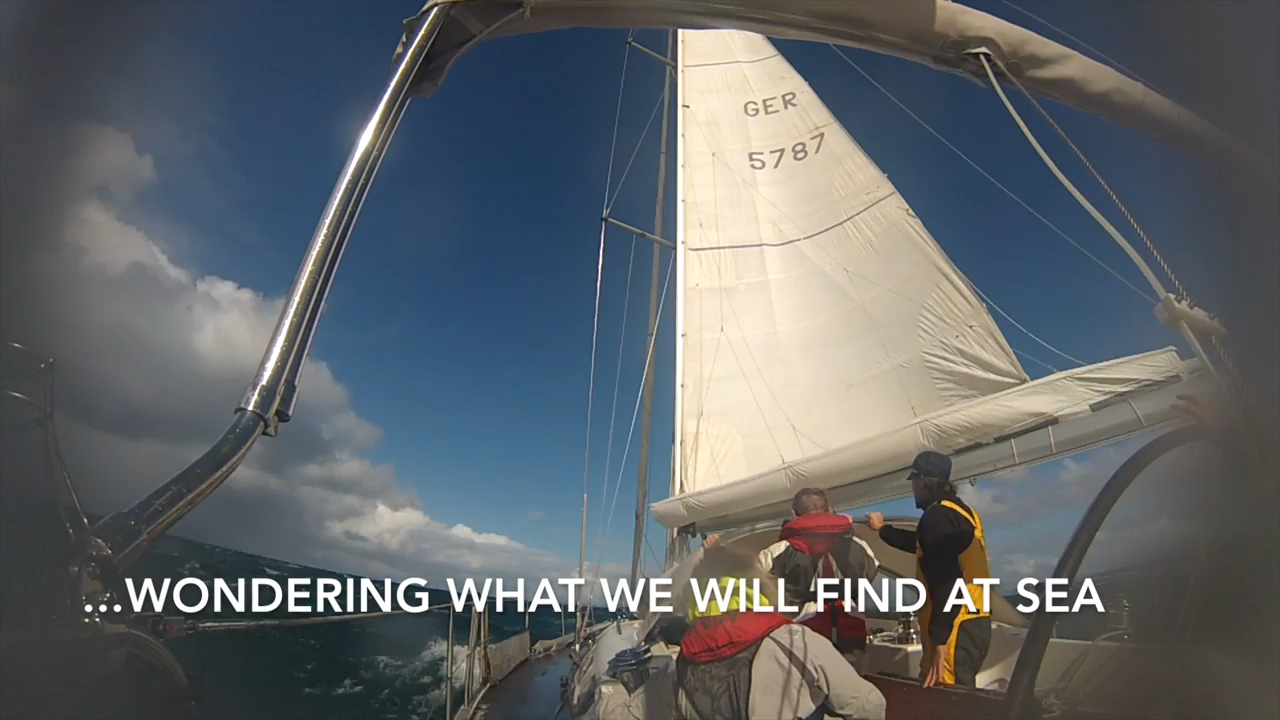 GER
5787
...WONDERING WHAT WE WILL FIND AT SEA